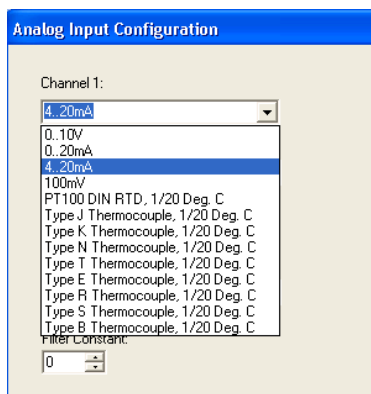 Analog Input Configuration
Channel 1:
4..20mA
0..10V
0..20mA
4..20mA
100mV
PT100 DIN RTD, 1/20 Deg. C
Type J Thermocouple, 1/20 Deg. C
Type K Thermocouple, 1/20 Deg. C
Type N Thermocouple, 1/20 Deg. C
Type T Thermocouple, 1/20 Deg. C
Type E Thermocouple, 1/20 Deg. C
Type R Thermocouple, 1/20 Deg. C
Type S Thermocouple, 1/20 Deg. C
Type B Thermocouple, 1/20 Deg. C
Filter Constant:
0